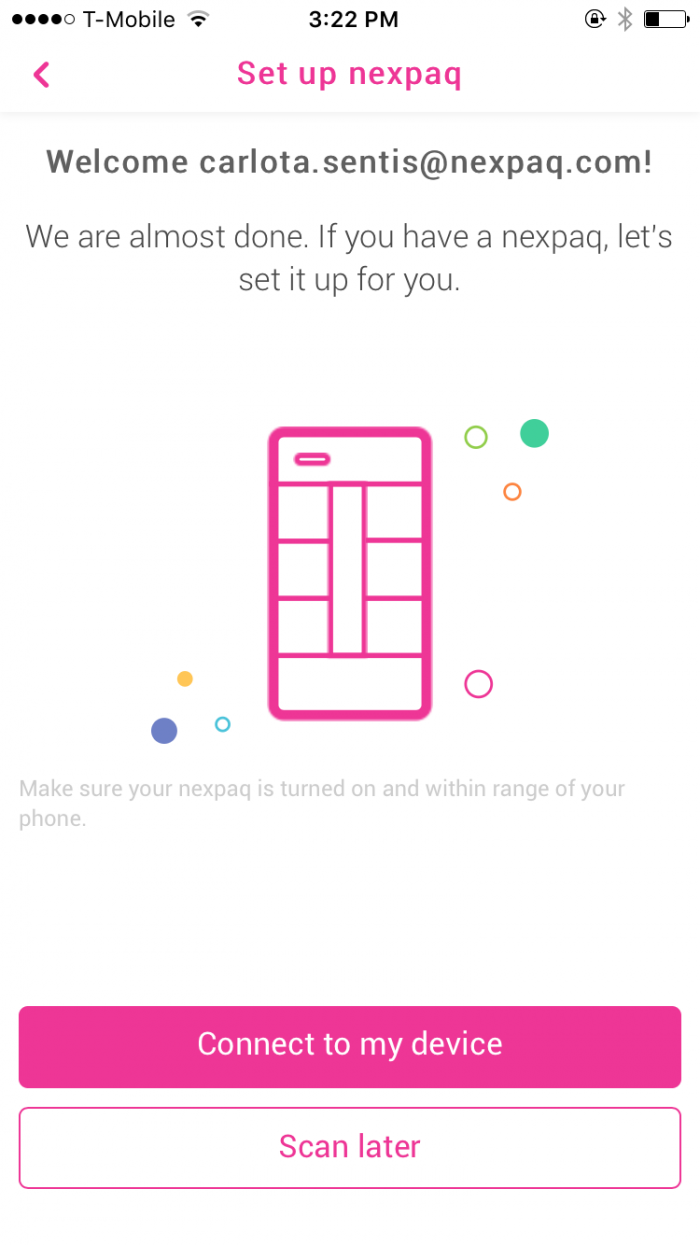 T-Mobile 3:22 PM
Set up nexpaq
Welcome carlota.sentis@nexpaq.com!
We are almost done. If you have a nexpaq, let's
set it up for you.
Make sure your nexpaq is turned on and within range of your
phone.
Connect to my device
Scan later